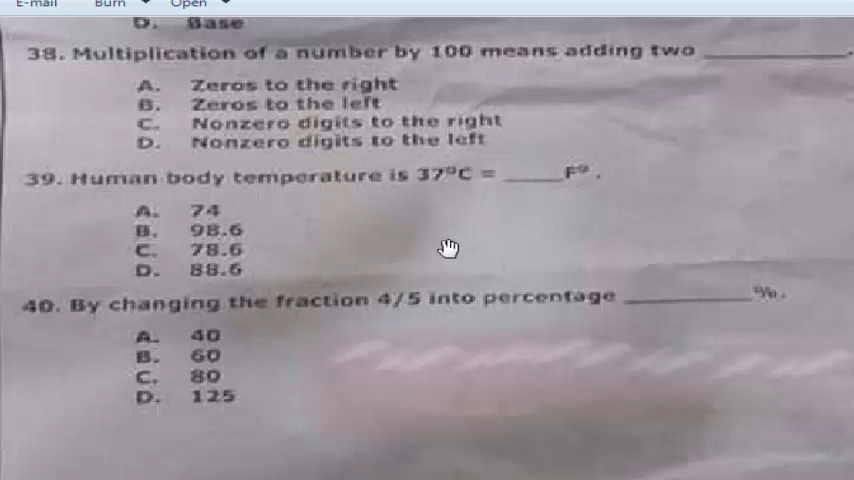 E-mail Burn Open
D. Base
38. Multiplication of a number by 100 means adding two __________.
A. Zeros to the right
B. Zeros to the left
C. Nonzero digits to the right
D. Nonzero digits to the left
39. Human body temperature is 37ºC = _____Fº .
A. 74
B. 98.6
C. 78.6
D. 88.6
40. By changing the fraction 4/5 into percentage __________%.
A. 40
B. 60
C. 80
D. 125